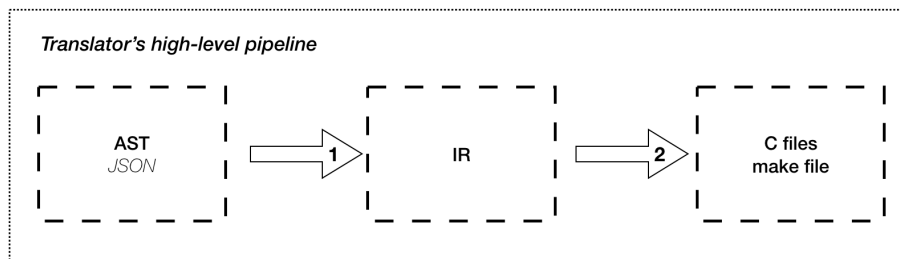 Translator's high-level pipeline
AST
JSON
1
IR
2
C files
make file